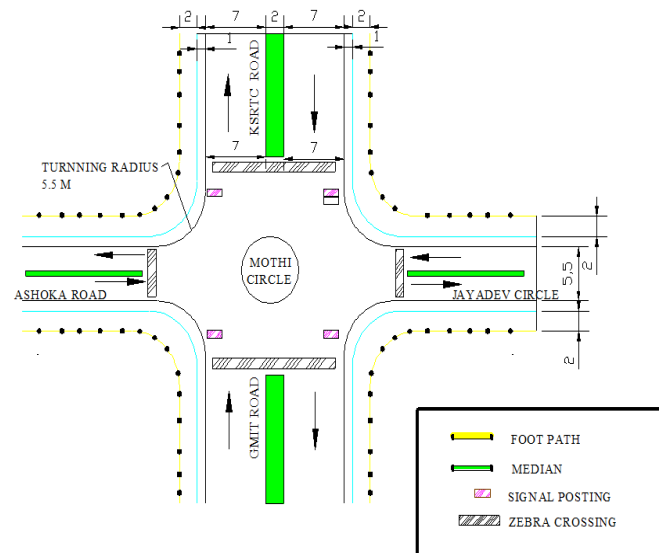 2 7 2 7 2
1 1
KSRTC ROAD
7 7
TURNNING RADIUS
5.5 M
MOTHI
CIRCLE
ASHOKA ROAD
JAYADEV CIRCLE
2
5,5
2
GMIT ROAD
FOOT PATH
MEDIAN
SIGNAL POSTING
ZEBRA CROSSING